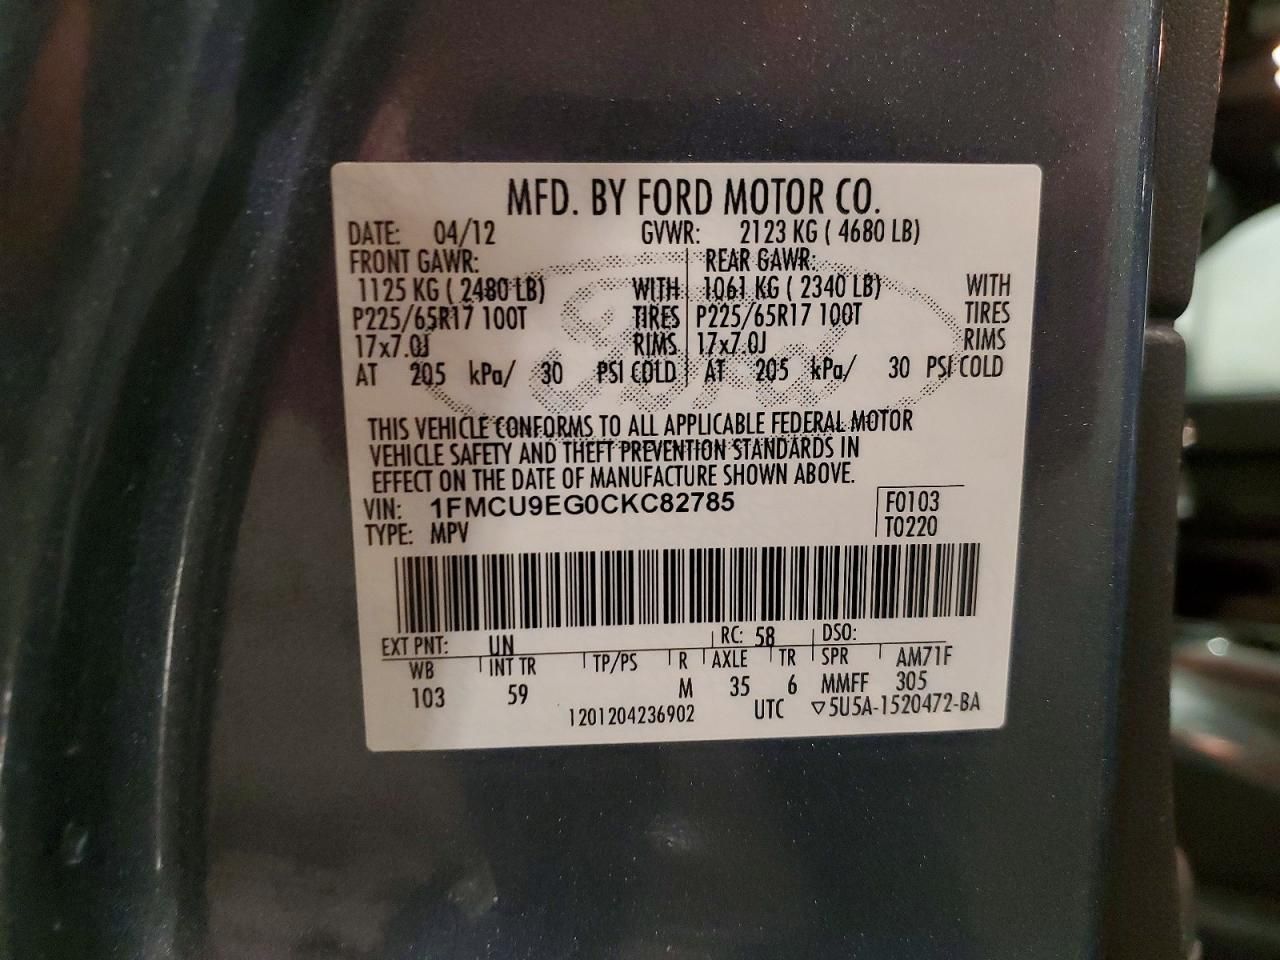 MFD. BY FORD MOTOR CO.
DATE: 04/12 GVWR: 2123 KG ( 4680 LB)
FRONT GAWR: REAR GAWR:
1125 KG ( 2480 LB) WITH 1061 KG ( 2340 LB) WITH
P225/65R17 100T TIRES P225/65R17 100T TIRES
17x7.0J RIMS 17x7.0J RIMS
AT 205 kPa/ 30 PSI COLD AT 205 kPa/ 30 PSI COLD
THIS VEHICLE CONFORMS TO ALL APPLICABLE FEDERAL MOTOR
VEHICLE SAFETY AND THEFT PREVENTION STANDARDS IN
EFFECT ON THE DATE OF MANUFACTURE SHOWN ABOVE.
VIN: 1FMCU9EG0CKC82785 F0103
TYPE: MPV T0220
EXT PNT: UN RC: 58 DSO:
WB INT TR TP/PS R AXLE TR SPR AM71F
103 59 M 35 6 MMFF 305
1201204236902 UTC ▽5U5A-1520472-BA